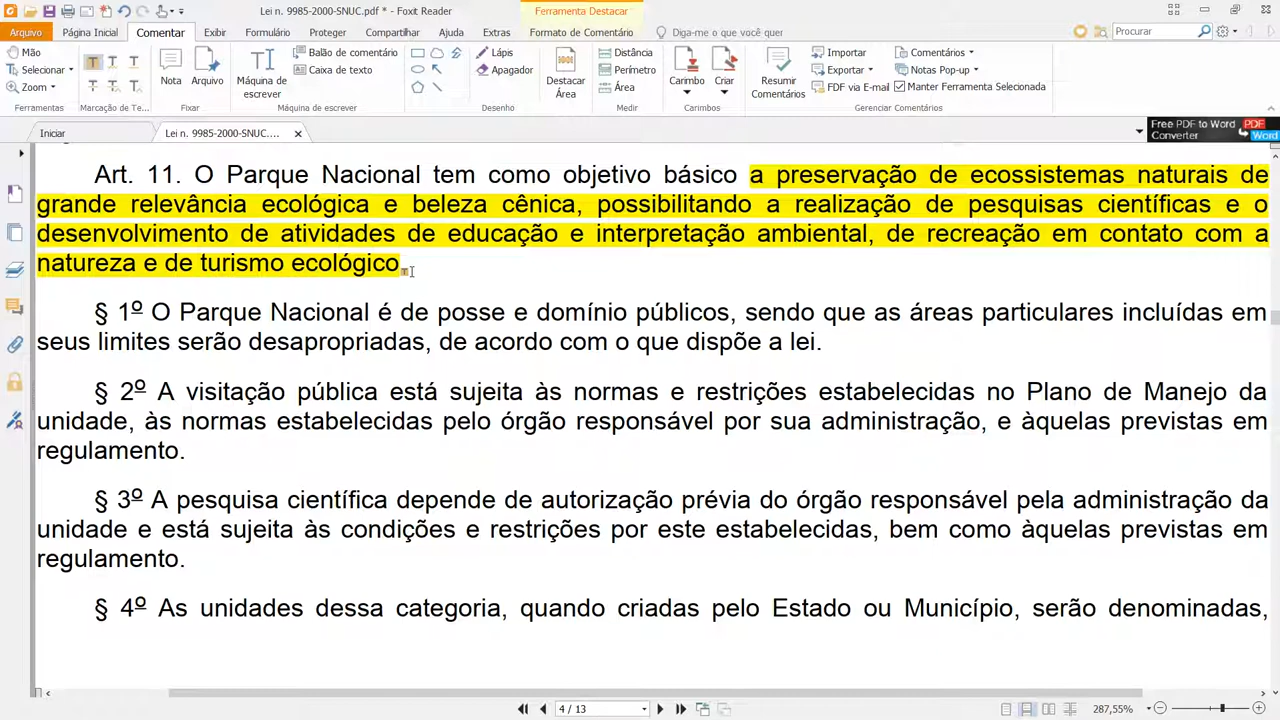 Lei n. 9985-2000-SNUC.pdf * - Foxit Reader
Ferramenta Destacar
Arquivo
Página Inicial
Comentar
Exibir
Formulário
Proteger
Compartilhar
Ajuda
Extras
Formato de Comentário
Diga-me o que você quer
Procurar
Mão
Selecionar
Zoom
Ferramentas
Marcação de Te...
Nota
Arquivo
Fixar
Máquina de
escrever
Balão de comentário
Caixa de texto
Máquina de escrever
Lápis
Apagador
Desenho
Destacar
Área
Distância
Perímetro
Área
Medir
Carimbo
Criar
Carimbos
Resumir
Comentários
Importar
Exportar
FDF via E-mail
Comentários
Notas Pop-up
Manter Ferramenta Selecionada
Gerenciar Comentários
Iniciar
Lei n. 9985-2000-SNUC....
Free PDF to Word
Converter
PDF
Word
Art. 11. O Parque Nacional tem como objetivo básico a preservação de ecossistemas naturais de
grande relevância ecológica e beleza cênica, possibilitando a realização de pesquisas científicas e o
desenvolvimento de atividades de educação e interpretação ambiental, de recreação em contato com a
natureza e de turismo ecológico.
§ 1º O Parque Nacional é de posse e domínio públicos, sendo que as áreas particulares incluídas em
seus limites serão desapropriadas, de acordo com o que dispõe a lei.
§ 2º A visitação pública está sujeita às normas e restrições estabelecidas no Plano de Manejo da
unidade, às normas estabelecidas pelo órgão responsável por sua administração, e àquelas previstas em
regulamento.
§ 3º A pesquisa científica depende de autorização prévia do órgão responsável pela administração da
unidade e está sujeita às condições e restrições por este estabelecidas, bem como àquelas previstas em
regulamento.
§ 4º As unidades dessa categoria, quando criadas pelo Estado ou Município, serão denominadas,
4 / 13
287,55%